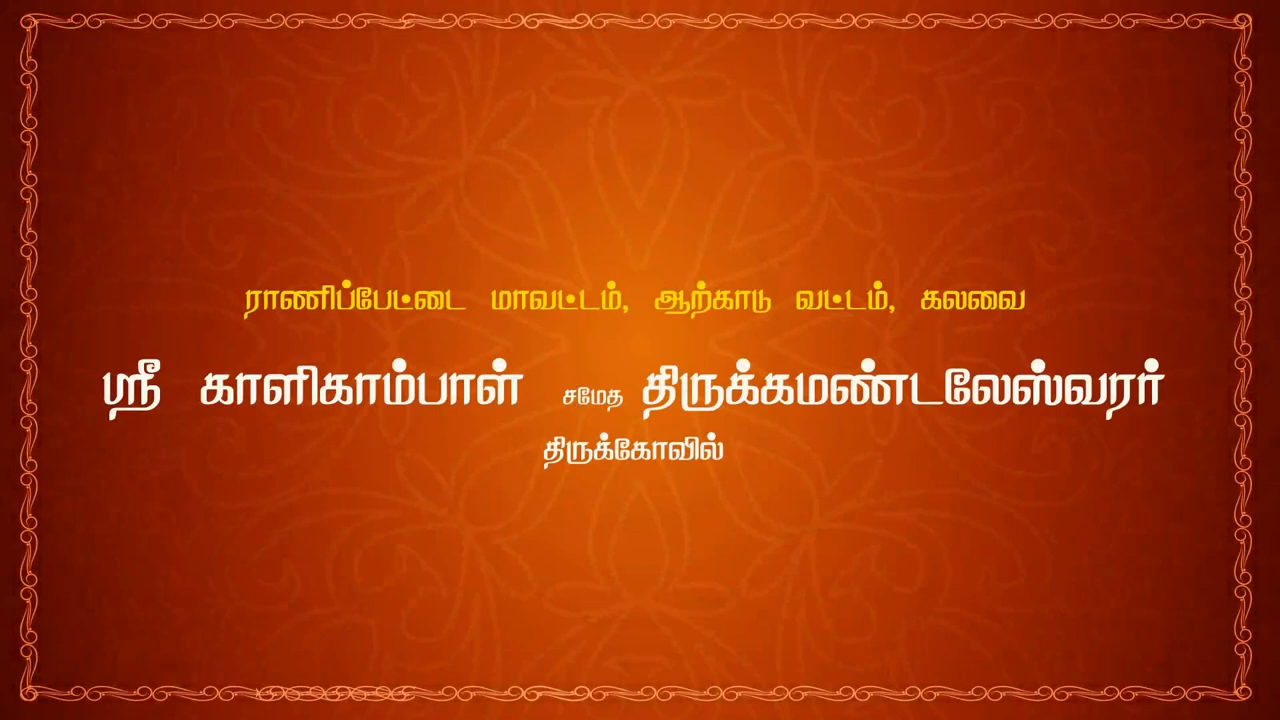 ராணிப்பேட்டை மாவட்டம், ஆற்காடு வட்டம், கலவை
ஸ்ரீ காளிகாம்பாள் சமேத திருக்கமண்டலேஸ்வரர்
திருக்கோவில்